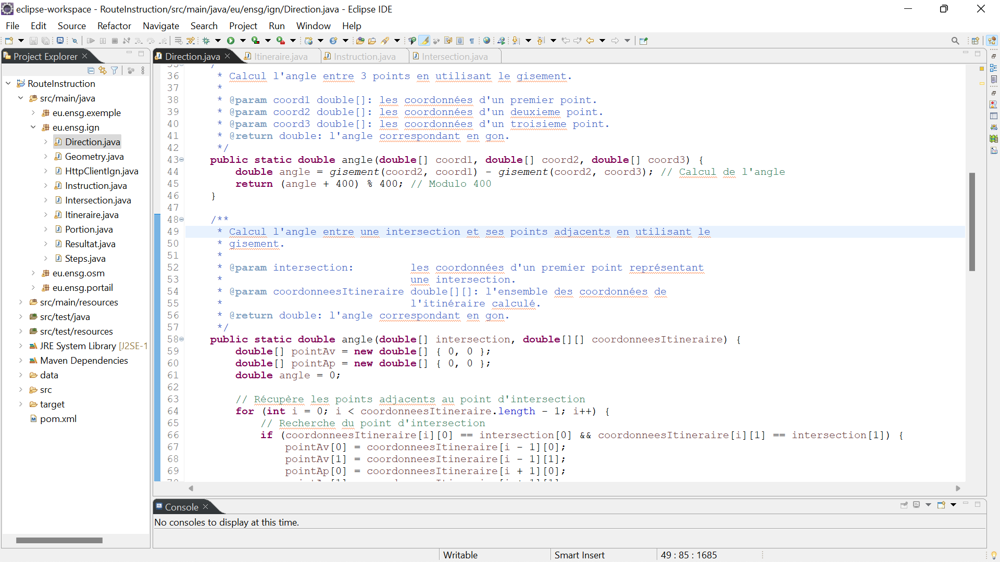 eclipse-workspace - RouteInstruction/src/main/java/eu/ensg/ign/Direction.java - Eclipse IDE
File Edit Source Refactor Navigate Search Project Run Window Help
Project Explorer
Direction.java Itineraire.java Instruction.java Intersection.java
RouteInstruction
src/main/java
eu.ensg.exemple
eu.ensg.ign
Direction.java
Geometry.java
HttpClientIgn.java
Instruction.java
Intersection.java
Itineraire.java
Portion.java
Resultat.java
Steps.java
eu.ensg.osm
eu.ensg.portail
src/main/resources
src/test/java
src/test/resources
JRE System Library [J2SE-1
Maven Dependencies
data
src
target
pom.xml
36 * Calcul l'angle entre 3 points en utilisant le gisement.
37 *
38 * @param coord1 double[]: les coordonnées d'un premier point.
39 * @param coord2 double[]: les coordonnées d'un deuxieme point.
40 * @param coord3 double[]: les coordonnées d'un troisieme point.
41 * @return double: l'angle correspondant en gon.
42 */
43 public static double angle(double[] coord1, double[] coord2, double[] coord3) {
44 double angle = gisement(coord2, coord1) - gisement(coord2, coord3); // Calcul de l'angle
45 return (angle + 400) % 400; // Modulo 400
46 }
47
48 /**
49 * Calcul l'angle entre une intersection et ses points adjacents en utilisant le
50 * gisement.
51 *
52 * @param intersection: les coordonnées d'un premier point représentant
53 * une intersection.
54 * @param coordonneesItineraire double[][]: l'ensemble des coordonnées de
55 * l'itinéraire calculé.
56 * @return double: l'angle correspondant en gon.
57 */
58 public static double angle(double[] intersection, double[][] coordonneesItineraire) {
59 double[] pointAv = new double[] { 0, 0 };
60 double[] pointAp = new double[] { 0, 0 };
61 double angle = 0;
62
63 // Récupère les points adjacents au point d'intersection
64 for (int i = 0; i < coordonneesItineraire.length - 1; i++) {
65 // Recherche du point d'intersection
66 if (coordonneesItineraire[i][0] == intersection[0] && coordonneesItineraire[i][1] == intersection[1]) {
67 pointAv[0] = coordonneesItineraire[i - 1][0];
68 pointAv[1] = coordonneesItineraire[i - 1][1];
69 pointAp[0] = coordonneesItineraire[i + 1][0];
Console
No consoles to display at this time.
Writable Smart Insert 49 : 85 : 1685